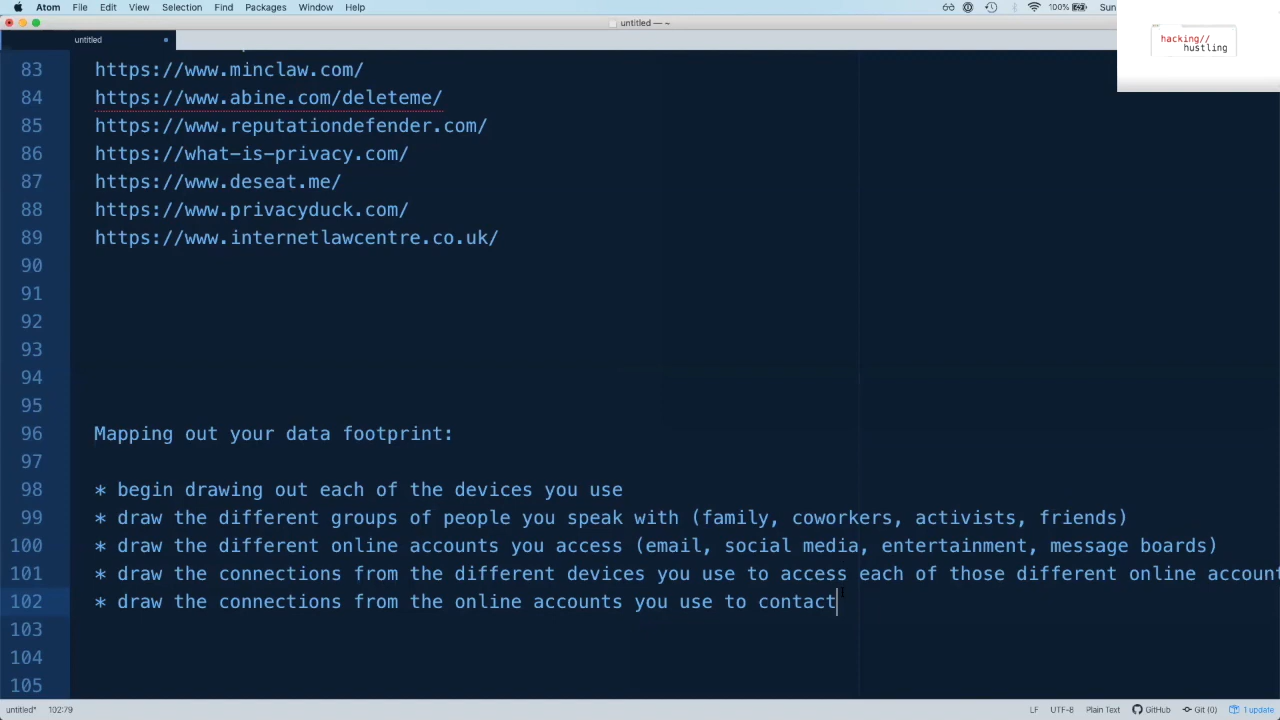 Atom File Edit View Selection Find Packages Window Help 100% Sun
untitled — ~
untitled
hacking//
hustling
83 https://www.minclaw.com/
84 https://www.abine.com/deleteme/
85 https://www.reputationdefender.com/
86 https://what-is-privacy.com/
87 https://www.deseat.me/
88 https://www.privacyduck.com/
89 https://www.internetlawcentre.co.uk/
90
91
92
93
94
95
96 Mapping out your data footprint:
97
98 * begin drawing out each of the devices you use
99 * draw the different groups of people you speak with (family, coworkers, activists, friends)
100 * draw the different online accounts you access (email, social media, entertainment, message boards)
101 * draw the connections from the different devices you use to access each of those different online account
102 * draw the connections from the online accounts you use to contact
103
104
105
untitled* 102:79 LF UTF-8 Plain Text GitHub Git (0) 1 update